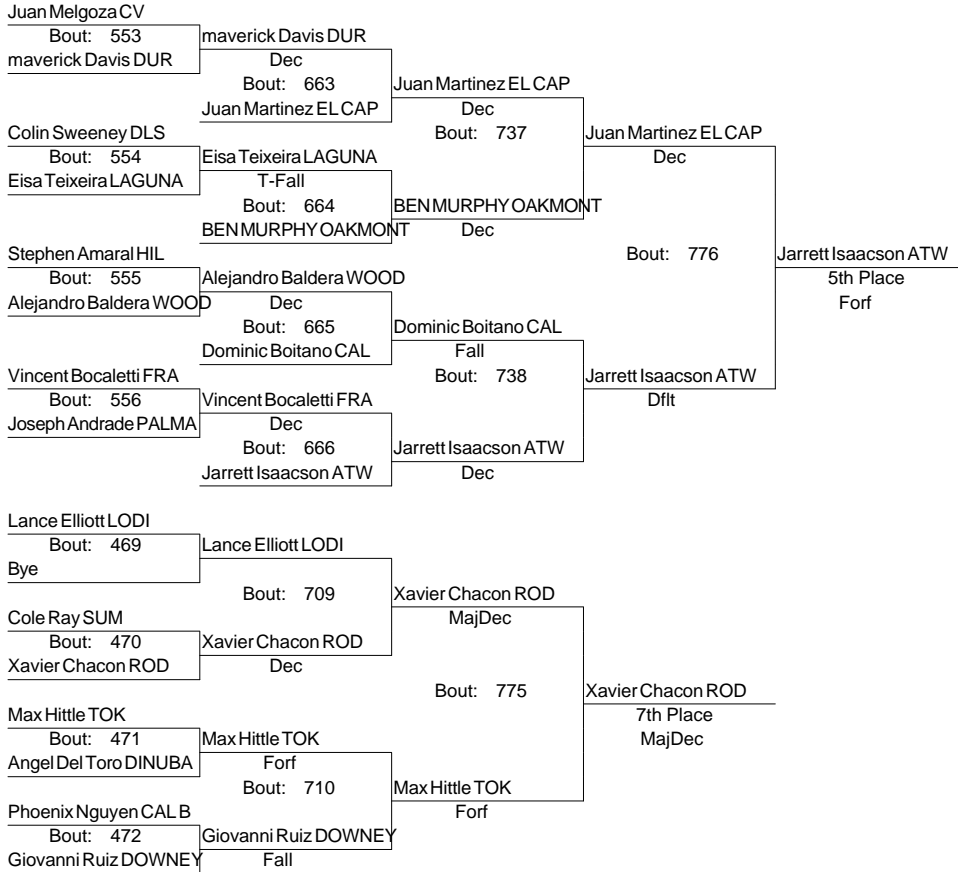 Juan Melgoza CV
Bout: 553 maverick Davis DUR
maverick Davis DUR Dec
Bout: 663 Juan Martinez EL CAP
Juan Martinez EL CAP Dec
Colin Sweeney DLS Bout: 737 Juan Martinez EL CAP
Bout: 554 Eisa Teixeira LAGUNA Dec
Eisa Teixeira LAGUNA T-Fall
Bout: 664 BEN MURPHY OAKMONT
BEN MURPHY OAKMONT Dec
Stephen Amaral HIL Bout: 776 Jarrett Isaacson ATW
Bout: 555 Alejandro Baldera WOOD 5th Place
Alejandro Baldera WOOD Dec Forf
Bout: 665 Dominic Boitano CAL
Dominic Boitano CAL Fall
Vincent Bocaletti FRA Bout: 738 Jarrett Isaacson ATW
Bout: 556 Vincent Bocaletti FRA Dflt
Joseph Andrade PALMA Dec
Bout: 666 Jarrett Isaacson ATW
Jarrett Isaacson ATW Dec
Lance Elliott LODI
Bout: 469 Lance Elliott LODI
Bye
Bout: 709 Xavier Chacon ROD
Cole Ray SUM MajDec
Bout: 470 Xavier Chacon ROD
Xavier Chacon ROD Dec
Bout: 775 Xavier Chacon ROD
Max Hittle TOK 7th Place
Bout: 471 Max Hittle TOK MajDec
Angel Del Toro DINUBA Forf
Bout: 710 Max Hittle TOK
Phoenix Nguyen CAL B Forf
Bout: 472 Giovanni Ruiz DOWNEY
Giovanni Ruiz DOWNEY Fall